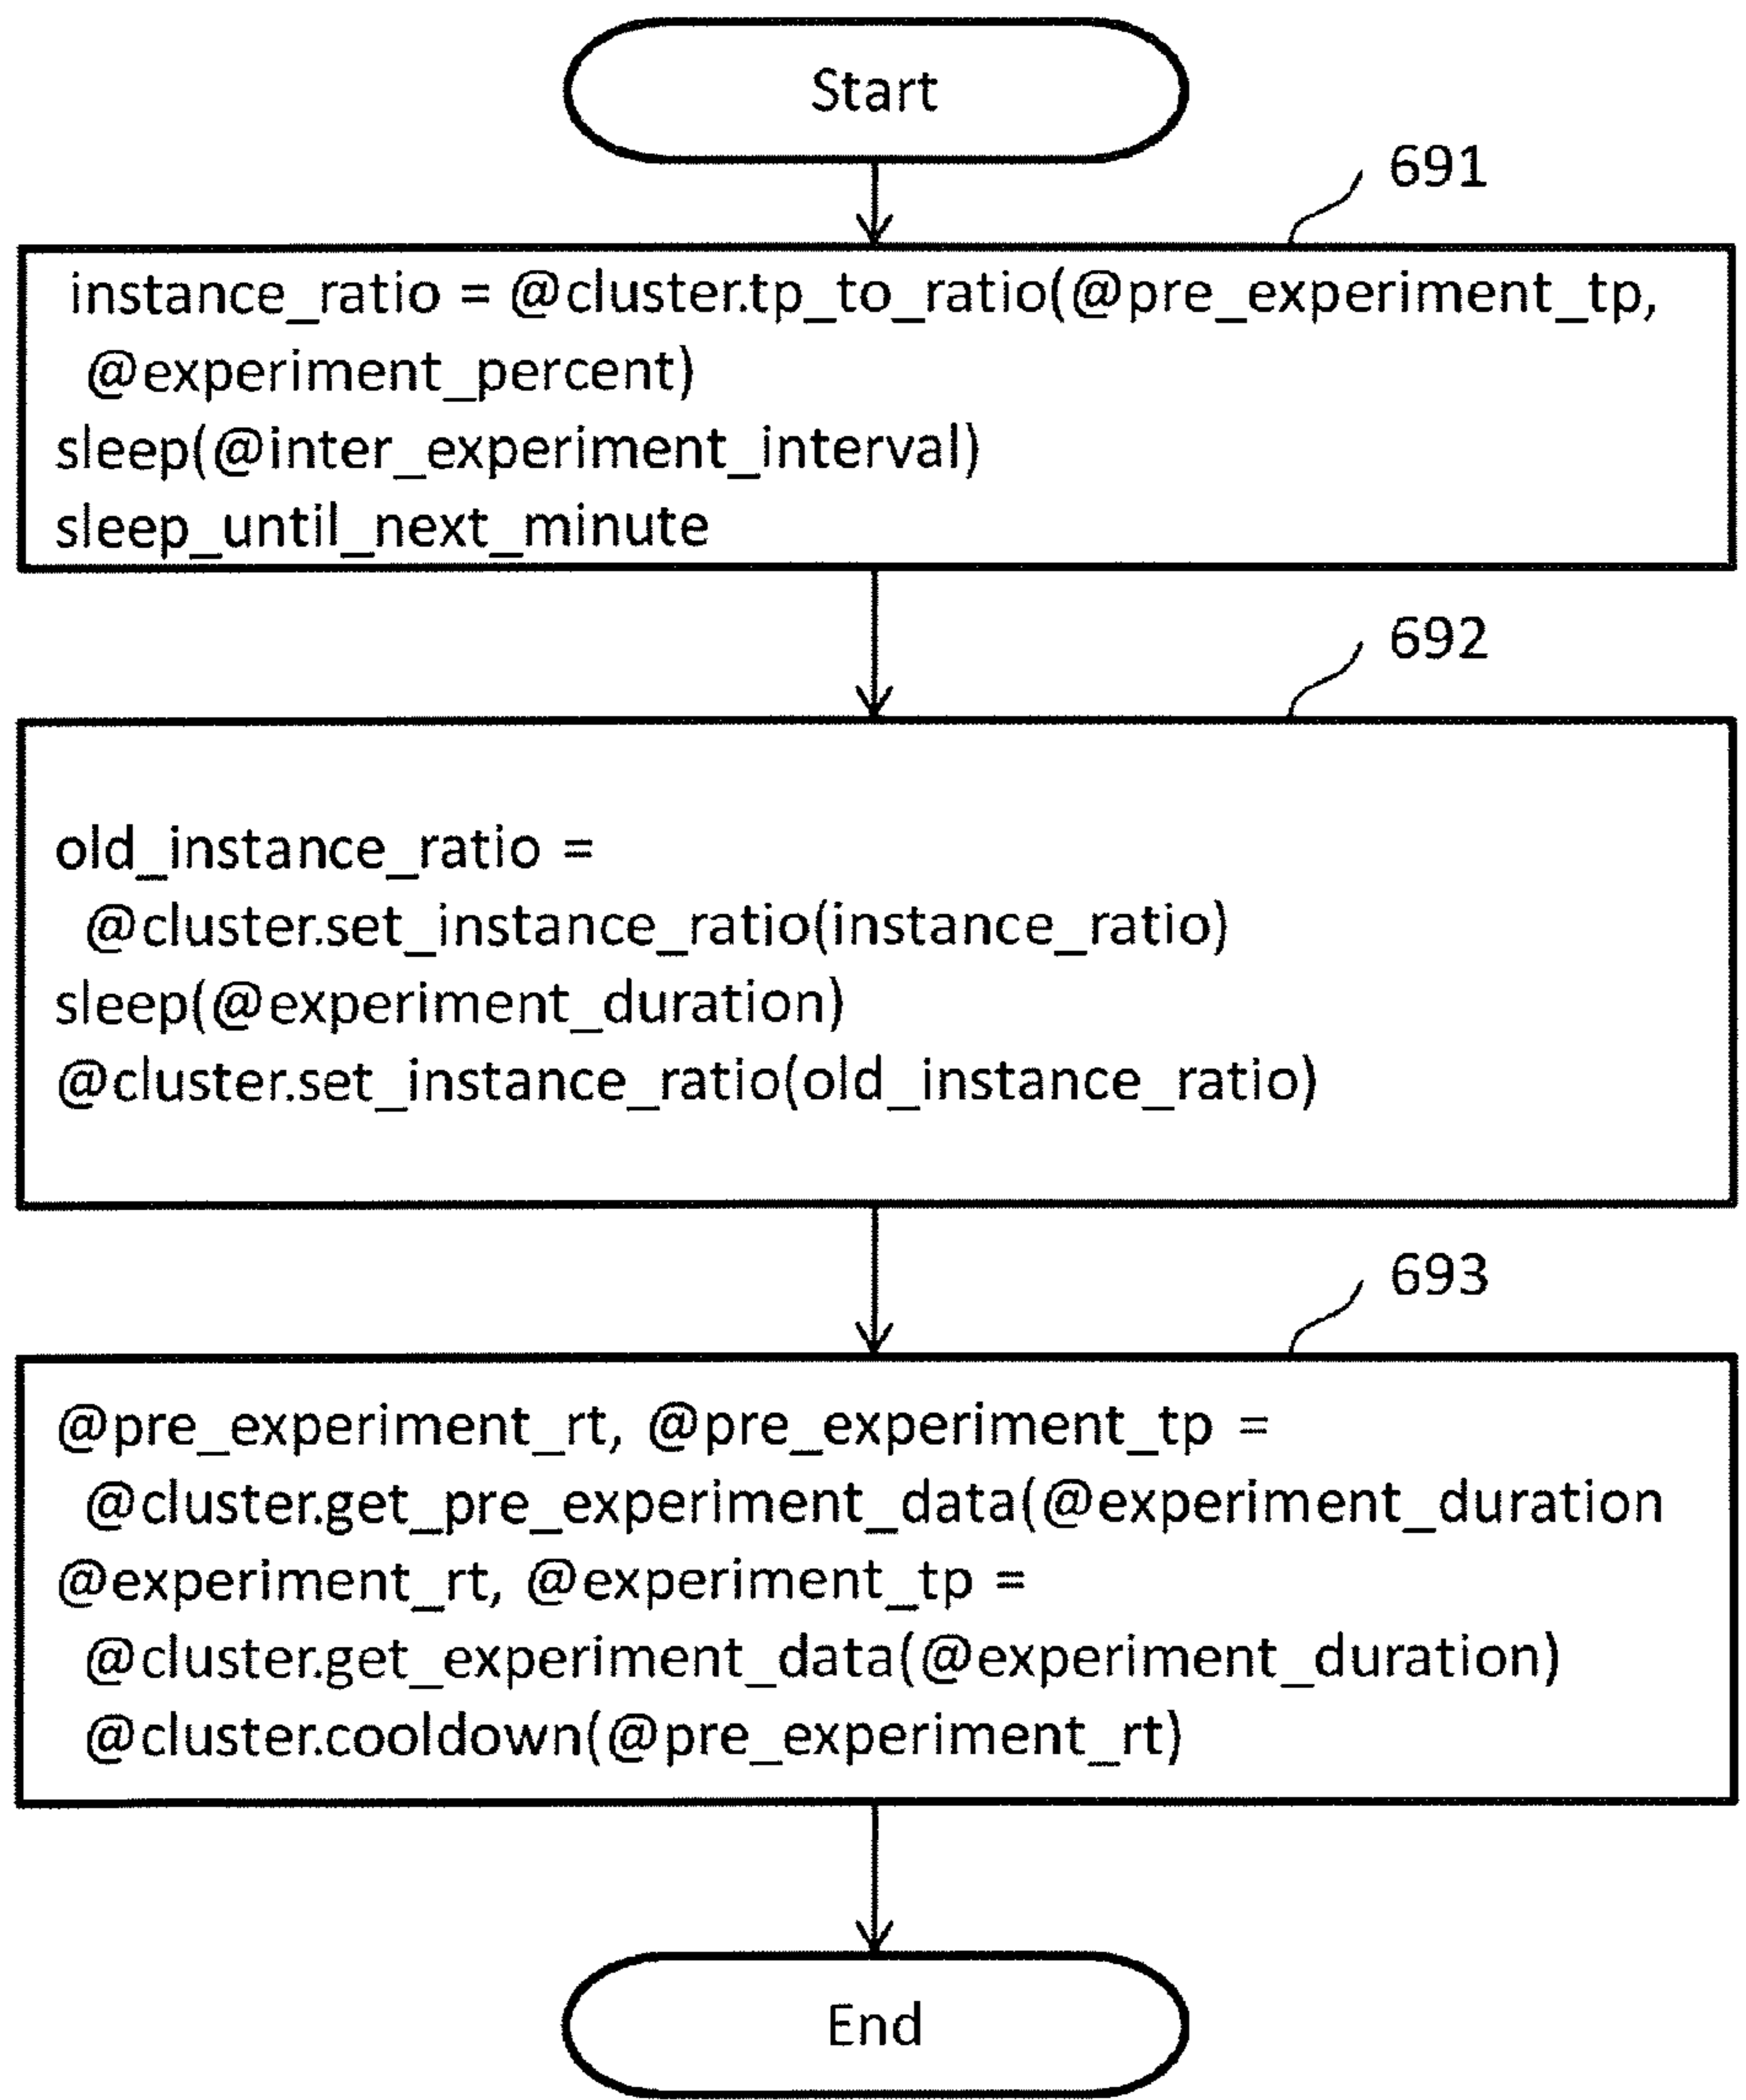 Start
691
instance_ratio = @cluster.tp_to_ratio(@pre_experiment_tp,
@experiment_percent)
sleep(@inter_experiment_interval)
sleep_until_next_minute
692
old_instance_ratio =
@cluster.set_instance_ratio(instance_ratio)
sleep(@experiment_duration)
@cluster.set_instance_ratio(old_instance_ratio)
693
@pre_experiment_rt, @pre_experiment_tp =
@cluster.get_pre_experiment_data(@experiment_duration
@experiment_rt, @experiment_tp =
@cluster.get_experiment_data(@experiment_duration)
@cluster.cooldown(@pre_experiment_rt)
End